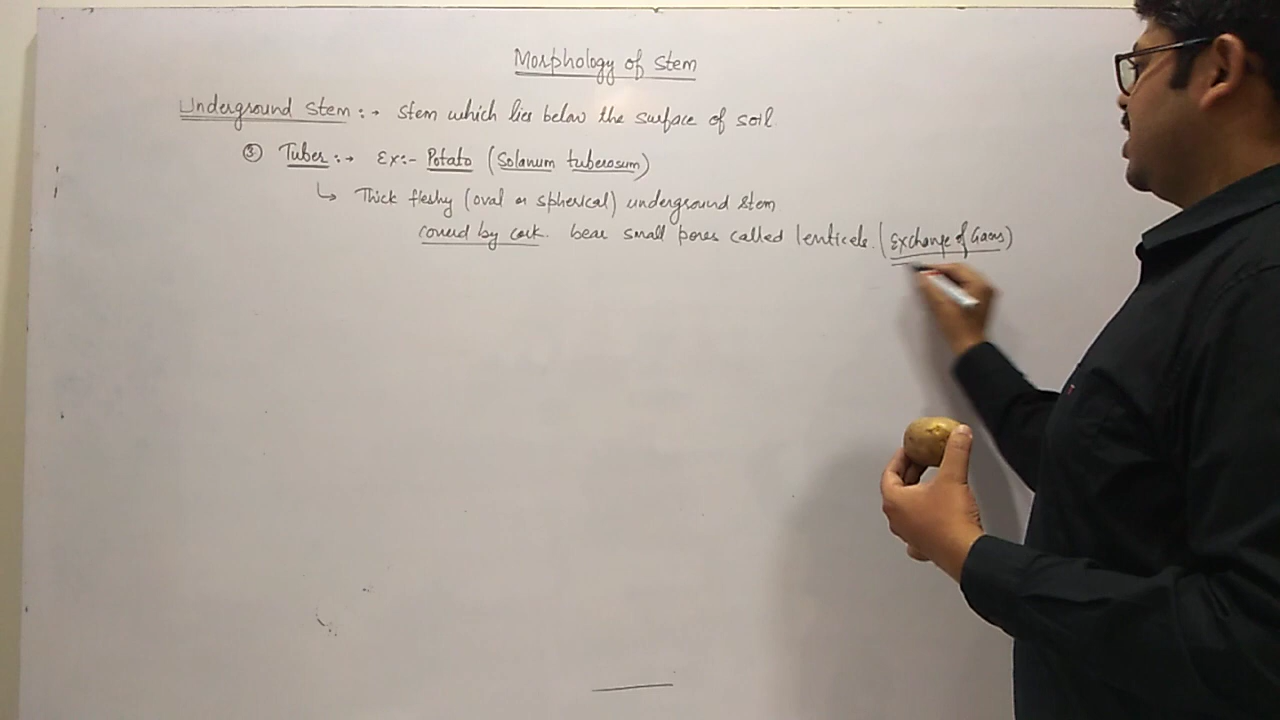 Morphology of Stem
Underground Stem :→ Stem which lies below the surface of soil.
③ Tuber :→ Ex:- Potato (Solanum tuberosum)
↳ Thick fleshy (oval or spherical) underground stem
covered by cork. bear small pores called lenticels. (Exchange of Gases)